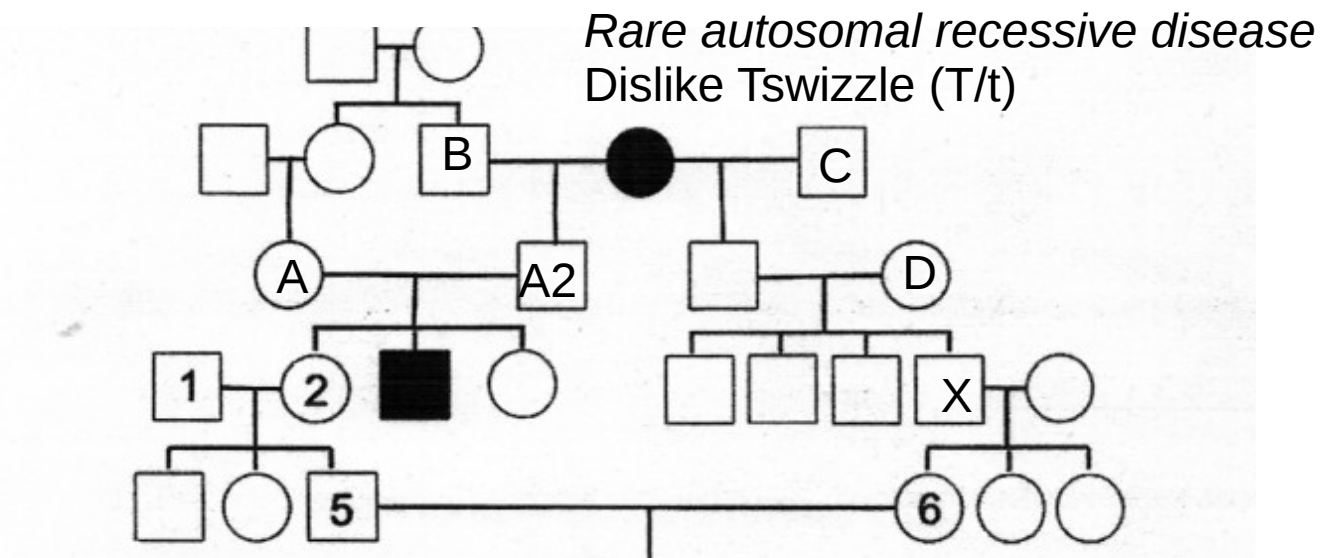 Rare autosomal recessive disease
Dislike Tswizzle (T/t)
B
C
A
A2
D
1
2
X
5
6